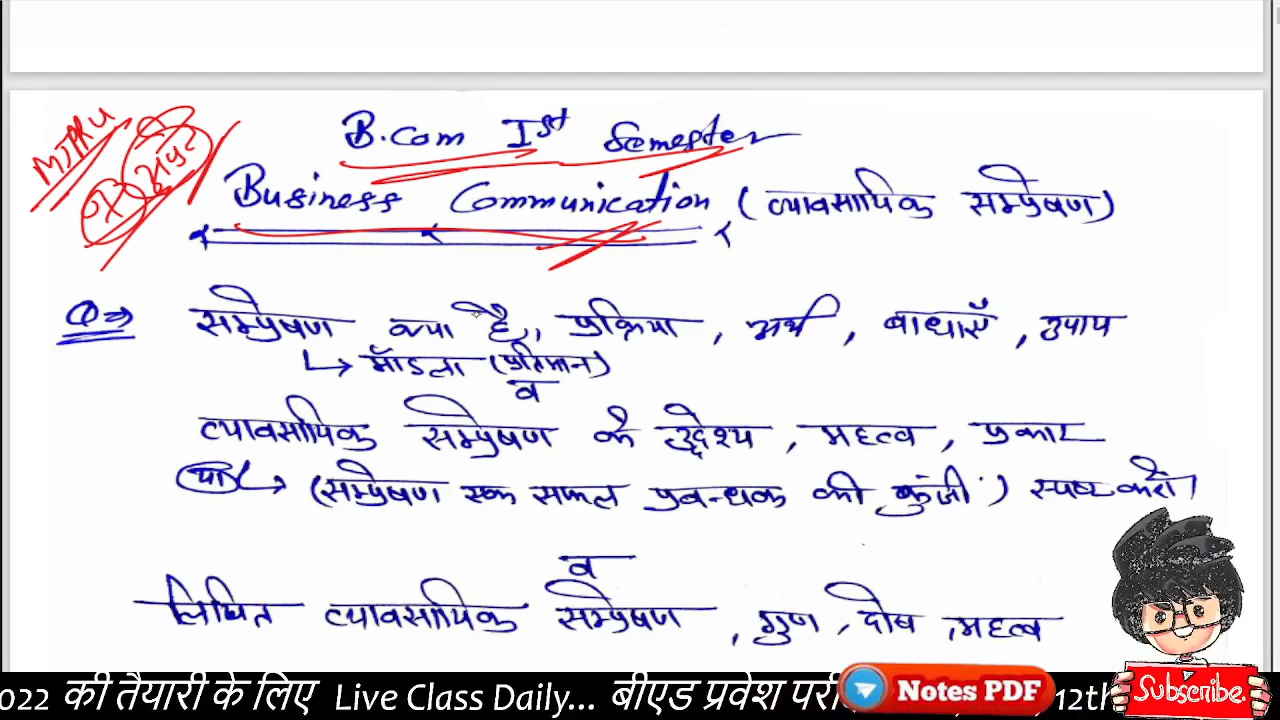 MJPRU
B.Com Ist Semester
Business Communication (व्यावसायिक सम्प्रेषण)
Q⇒ सम्प्रेषण क्या है,, प्रक्रिया, अर्थ, बाधाएँ, उपाय
↳ मॉडल (प्रतिमान)
व
व्यावसायिक सम्प्रेषण के उद्देश्य, महत्व, प्रकार
या ↳ (सम्प्रेषण एक सफल प्रबन्धक की कुंजी') स्पष्ट करो।
व
लिखित व्यावसायिक सम्प्रेषण, गुण, दोष, महत्व
2022 की तैयारी के लिए Live Class Daily... बीएड प्रवेश 12th
Notes PDF
Subscribe